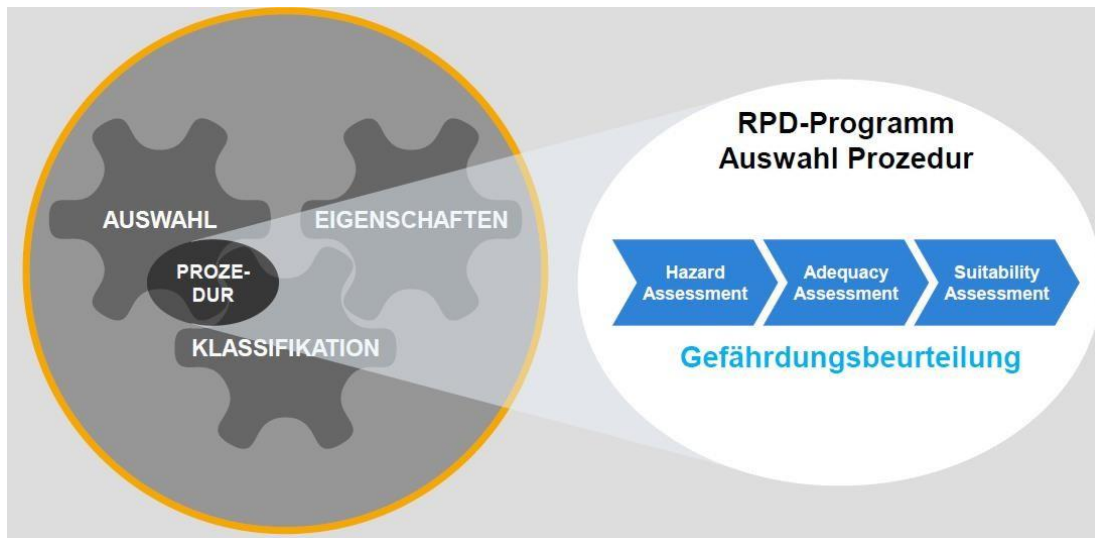 AUSWAHL
EIGENSCHAFTEN
PROZE-
DUR
KLASSIFIKATION
RPD-Programm
Auswahl Prozedur
Hazard
Assessment
Adequacy
Assessment
Suitability
Assessment
Gefährdungsbeurteilung